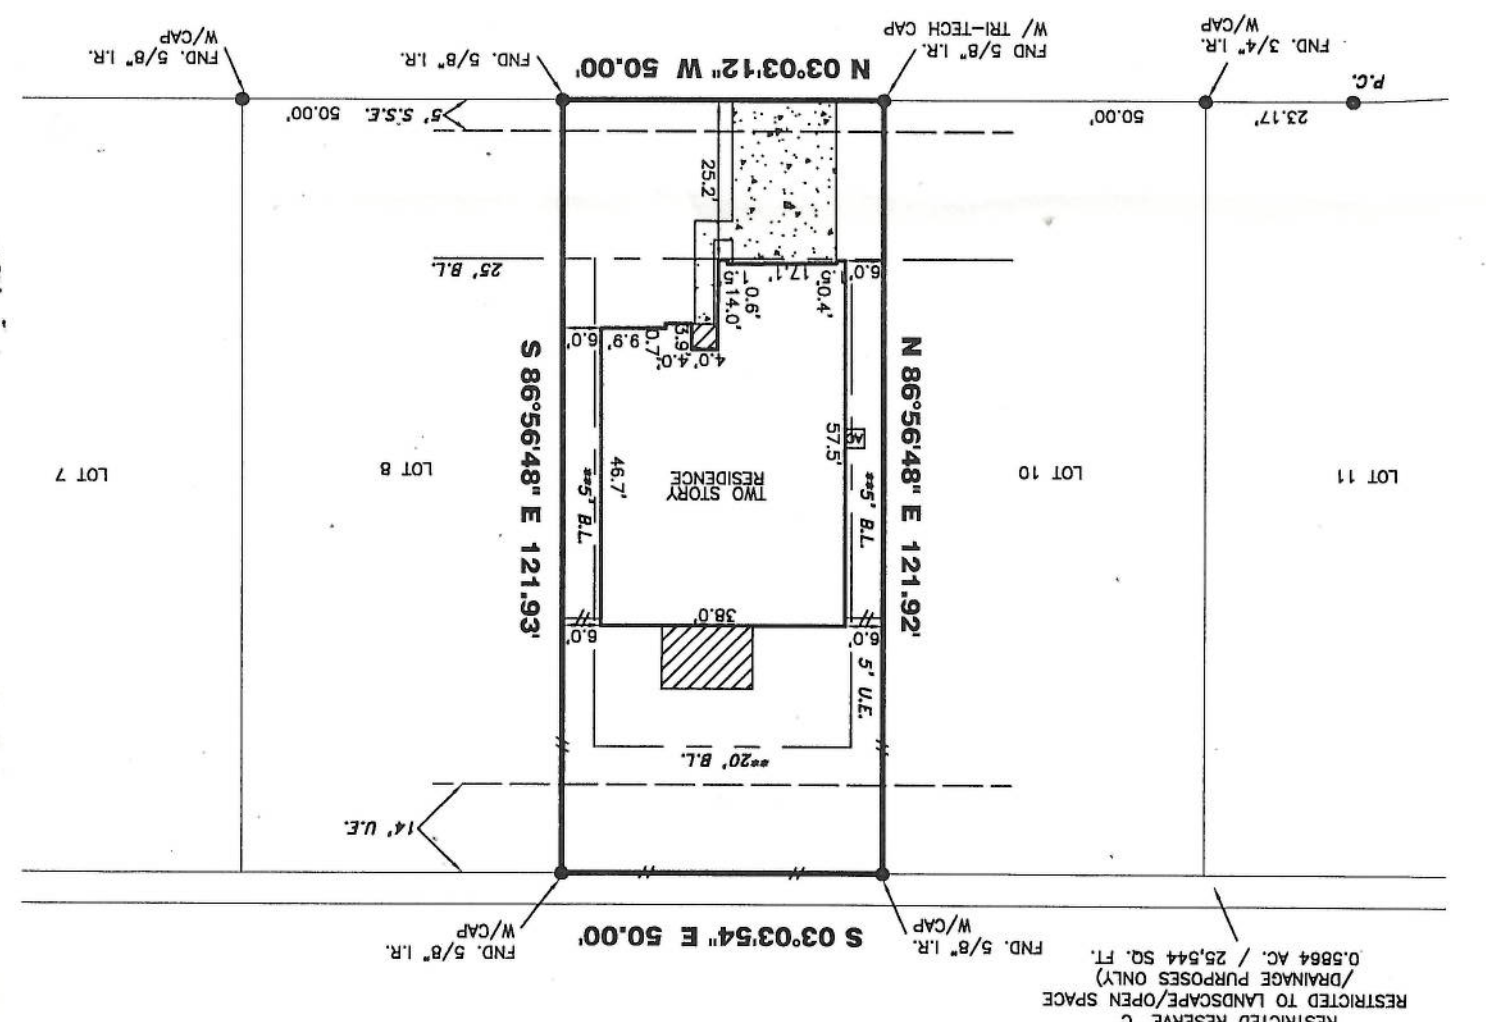 RESTRICTED RESERVE "C"
RESTRICTED TO LANDSCAPE/OPEN SPACE
/DRAINAGE PURPOSES ONLY)
0.5864 AC. / 25,544 SQ. FT.
FND. 5/8" I.R.
W/CAP
S 03°03'54" E 50.00'
FND. 5/8" I.R.
W/CAP
14' U.E.
**20' B.L.
5' U.E.
6.0'
6.0'
38.0'
LOT 11
LOT 10
N 86°56'48" E 121.92'
**5' B.L.
AC
57.5'
TWO STORY
RESIDENCE
46.7'
**5' B.L.
S 86°56'48" E 121.93'
LOT 8
LOT 7
4.0'
4.0'
3.9'
0.7'
9.9'
6.0'
14.0'
0.6'
0.4'
.5'
17.1'
1.5'
6.0'
25' B.L.
25.2'
23.17'
50.00'
5' S.S.E.
50.00'
P.C.
FND. 3/4" I.R.
W/CAP
FND 5/8" I.R.
W/ TRI-TECH CAP
N 03°03'12" W 50.00'
FND. 5/8" I.R.
FND. 5/8" I.R.
W/CAP